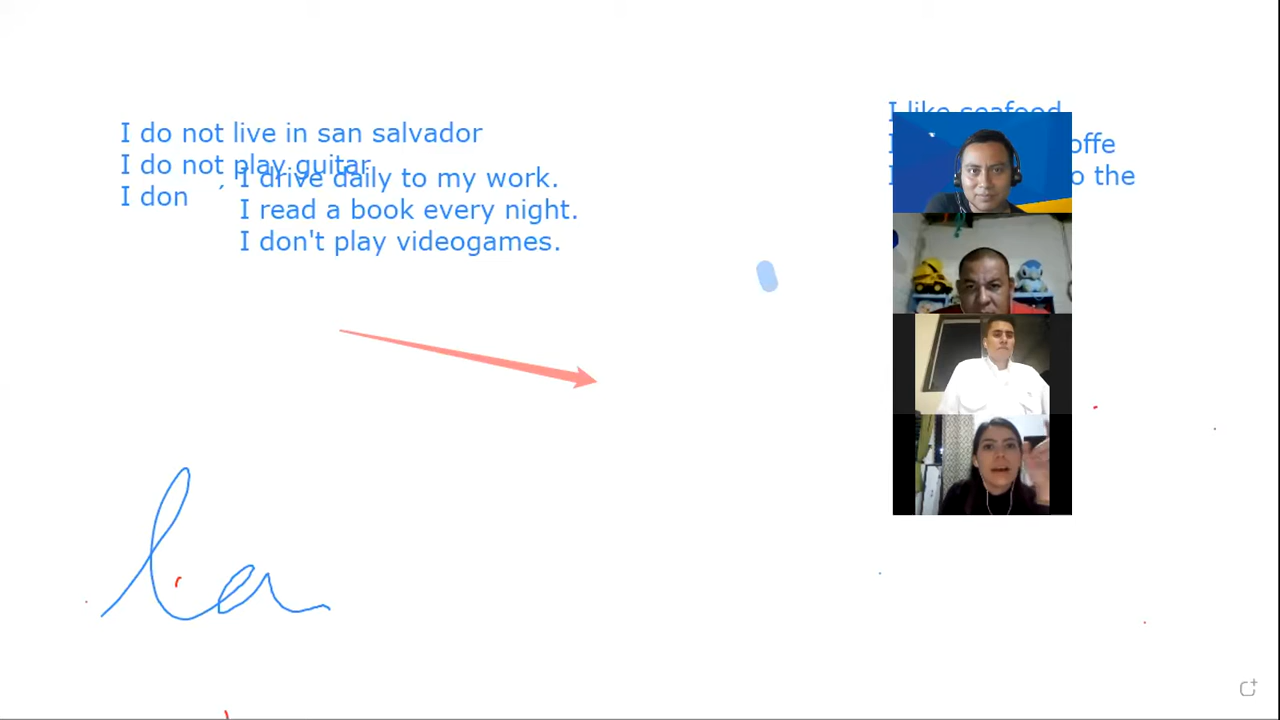 I do not live in san salvador
I do not play guitar
I don ´
I drive daily to my work.
I read a book every night.
I don't play videogames.
la
I like seafood
I offe
I o the